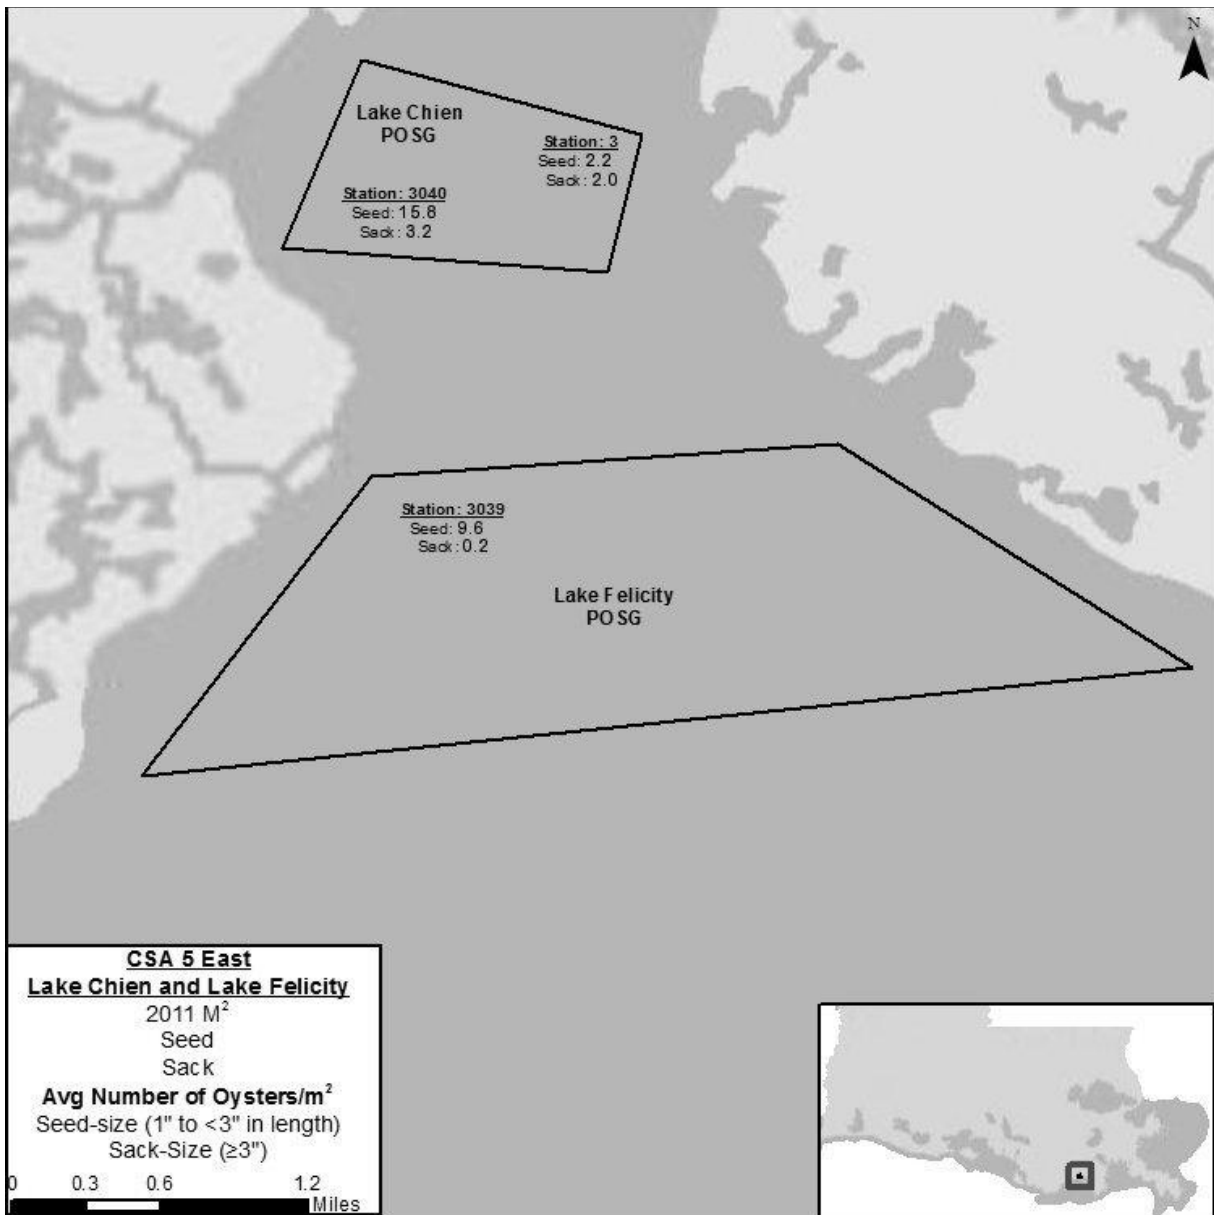 N
Lake Chien
POSG
Station: 3
Seed: 2.2
Sack: 2.0
Station: 3040
Seed: 15.8
Sack: 3.2
Station: 3039
Seed: 9.6
Sack: 0.2
Lake Felicity
POSG
CSA 5 East
Lake Chien and Lake Felicity
2011 M²
Seed
Sack
Avg Number of Oysters/m²
Seed-size (1" to <3" in length)
Sack-Size (≥3")
0 0.3 0.6 1.2
Miles